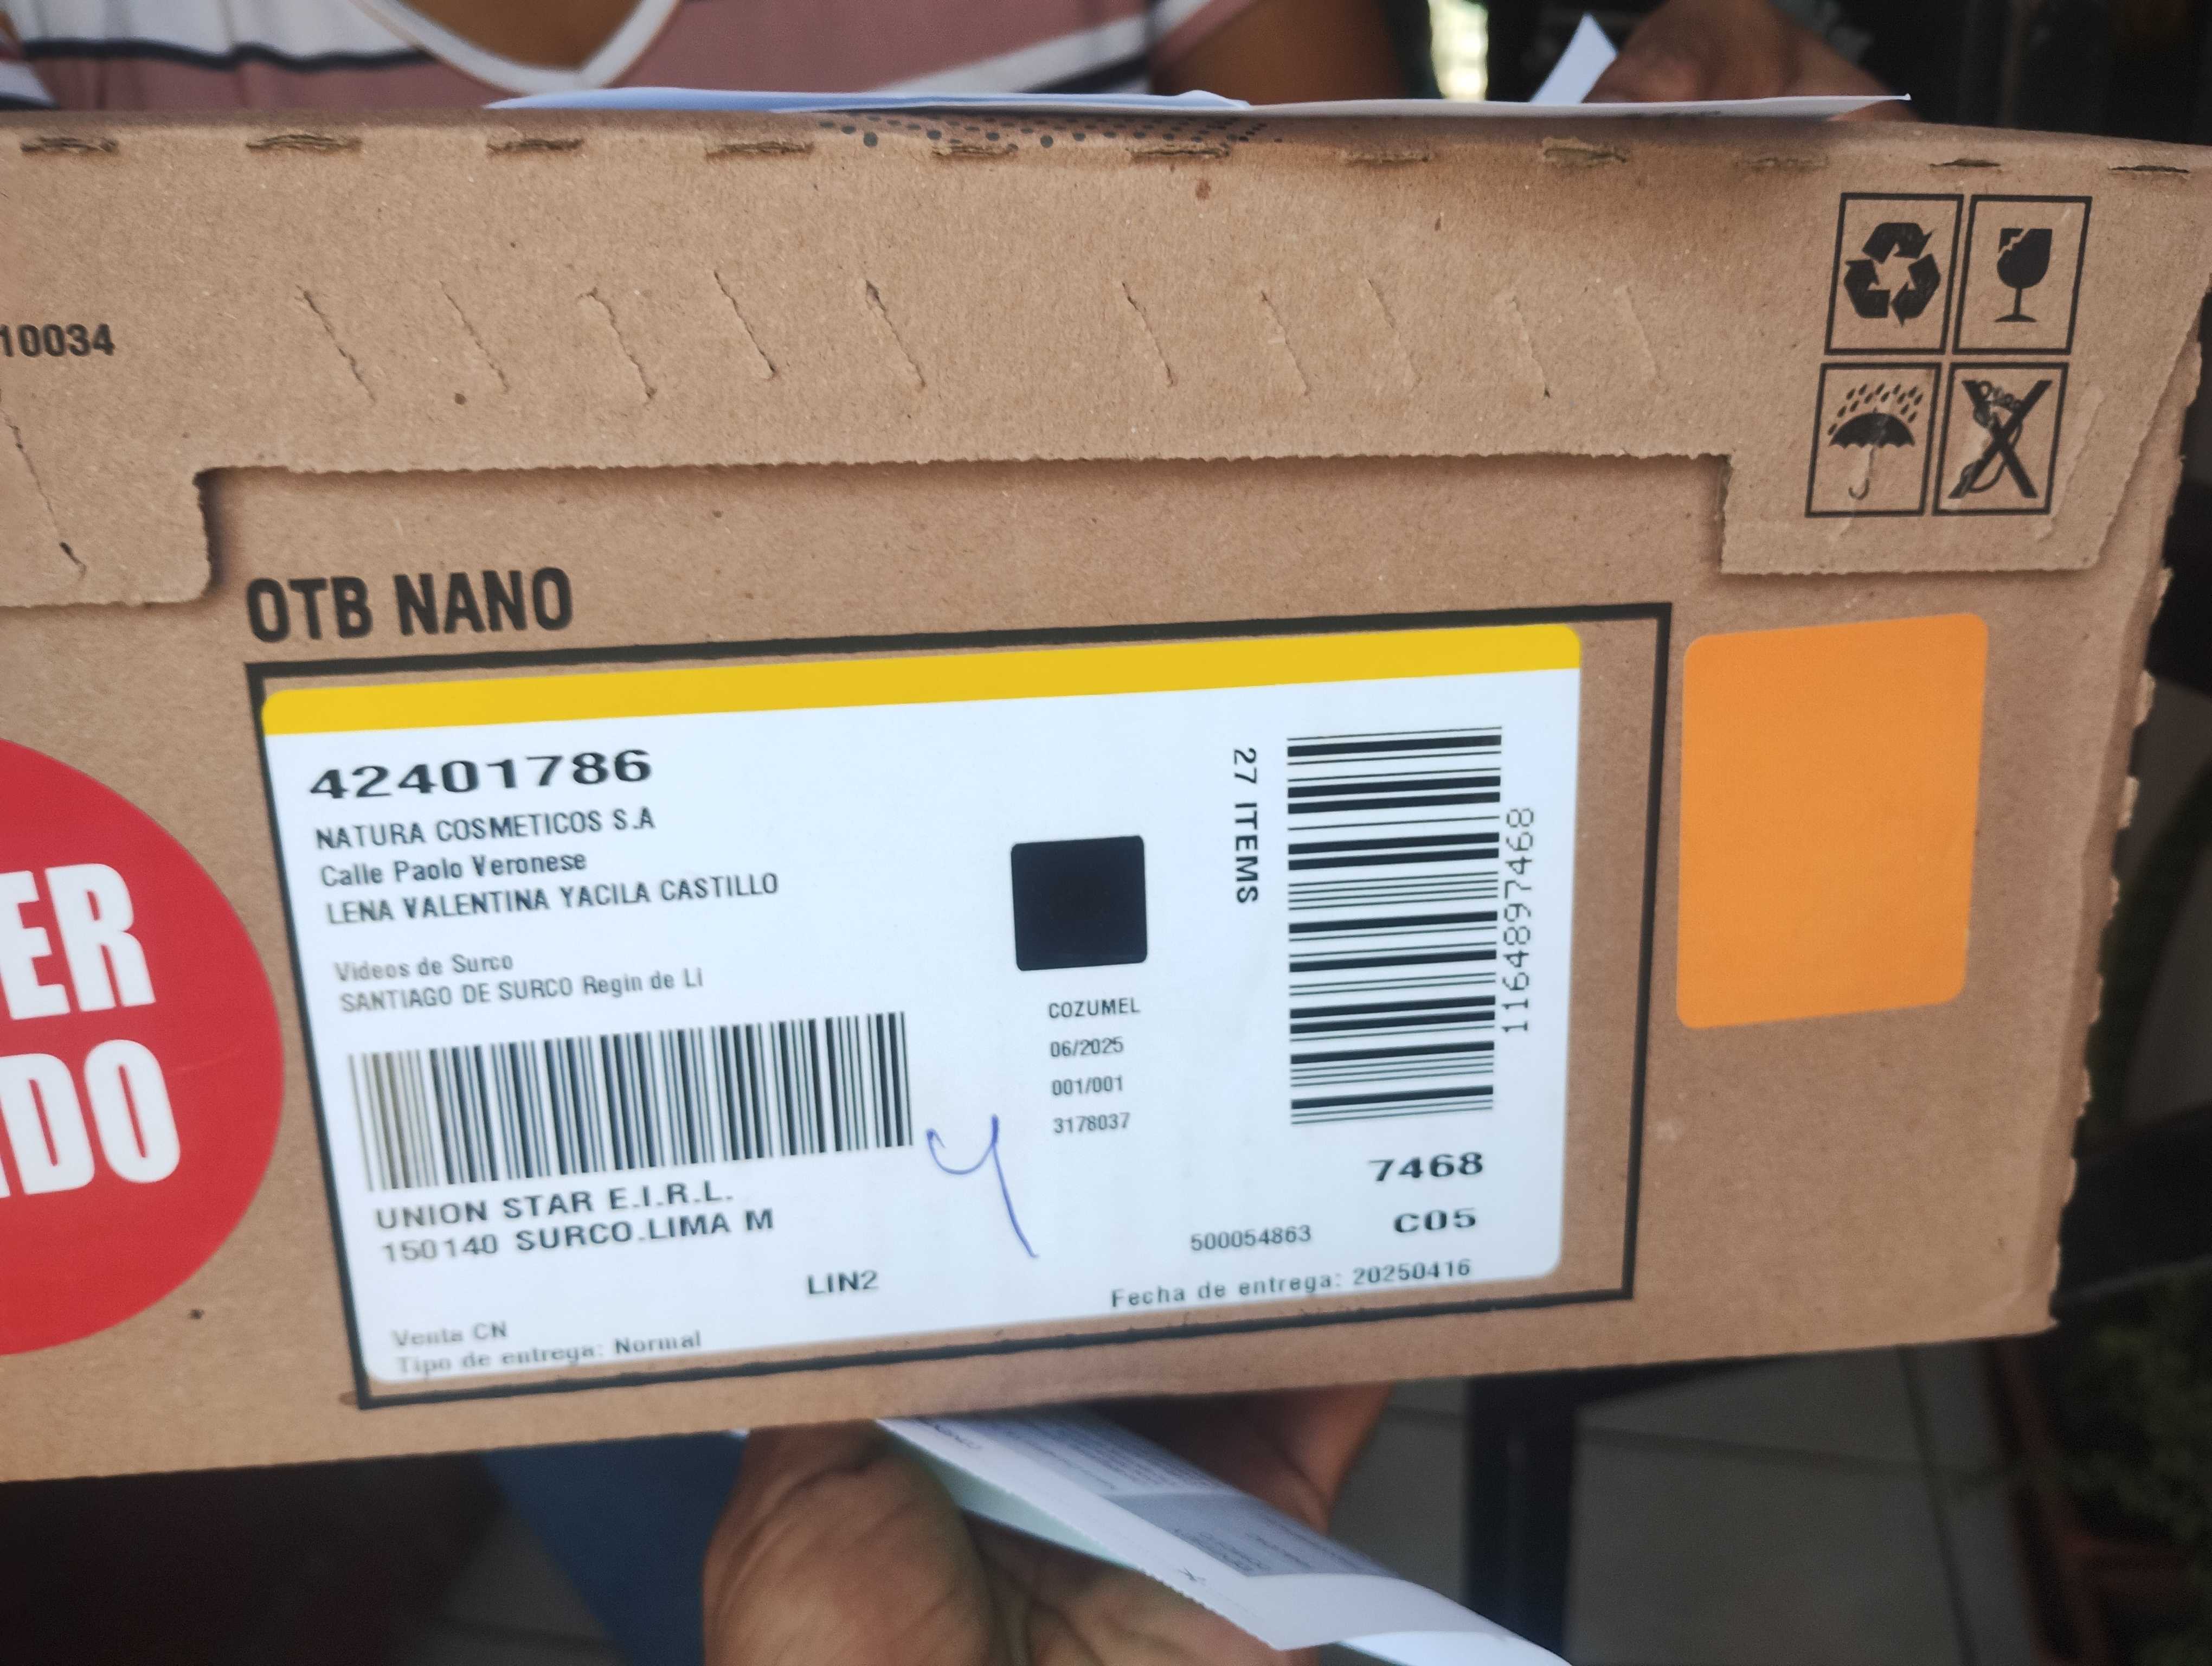 10034
OTB NANO
ER
DO
42401786
NATURA COSMETICOS S.A
Calle Paolo Veronese
LENA VALENTINA YACILA CASTILLO
Videos de Surco
SANTIAGO DE SURCO Regin de Li
UNION STAR E.I.R.L.
150140 SURCO.LIMA M
LIN2
Venta CN
Tipo de entrega: Normal
COZUMEL
06/2025
001/001
3178037
27 ITEMS
116489897468
7468
C05
500054863
Fecha de entrega: 20250416